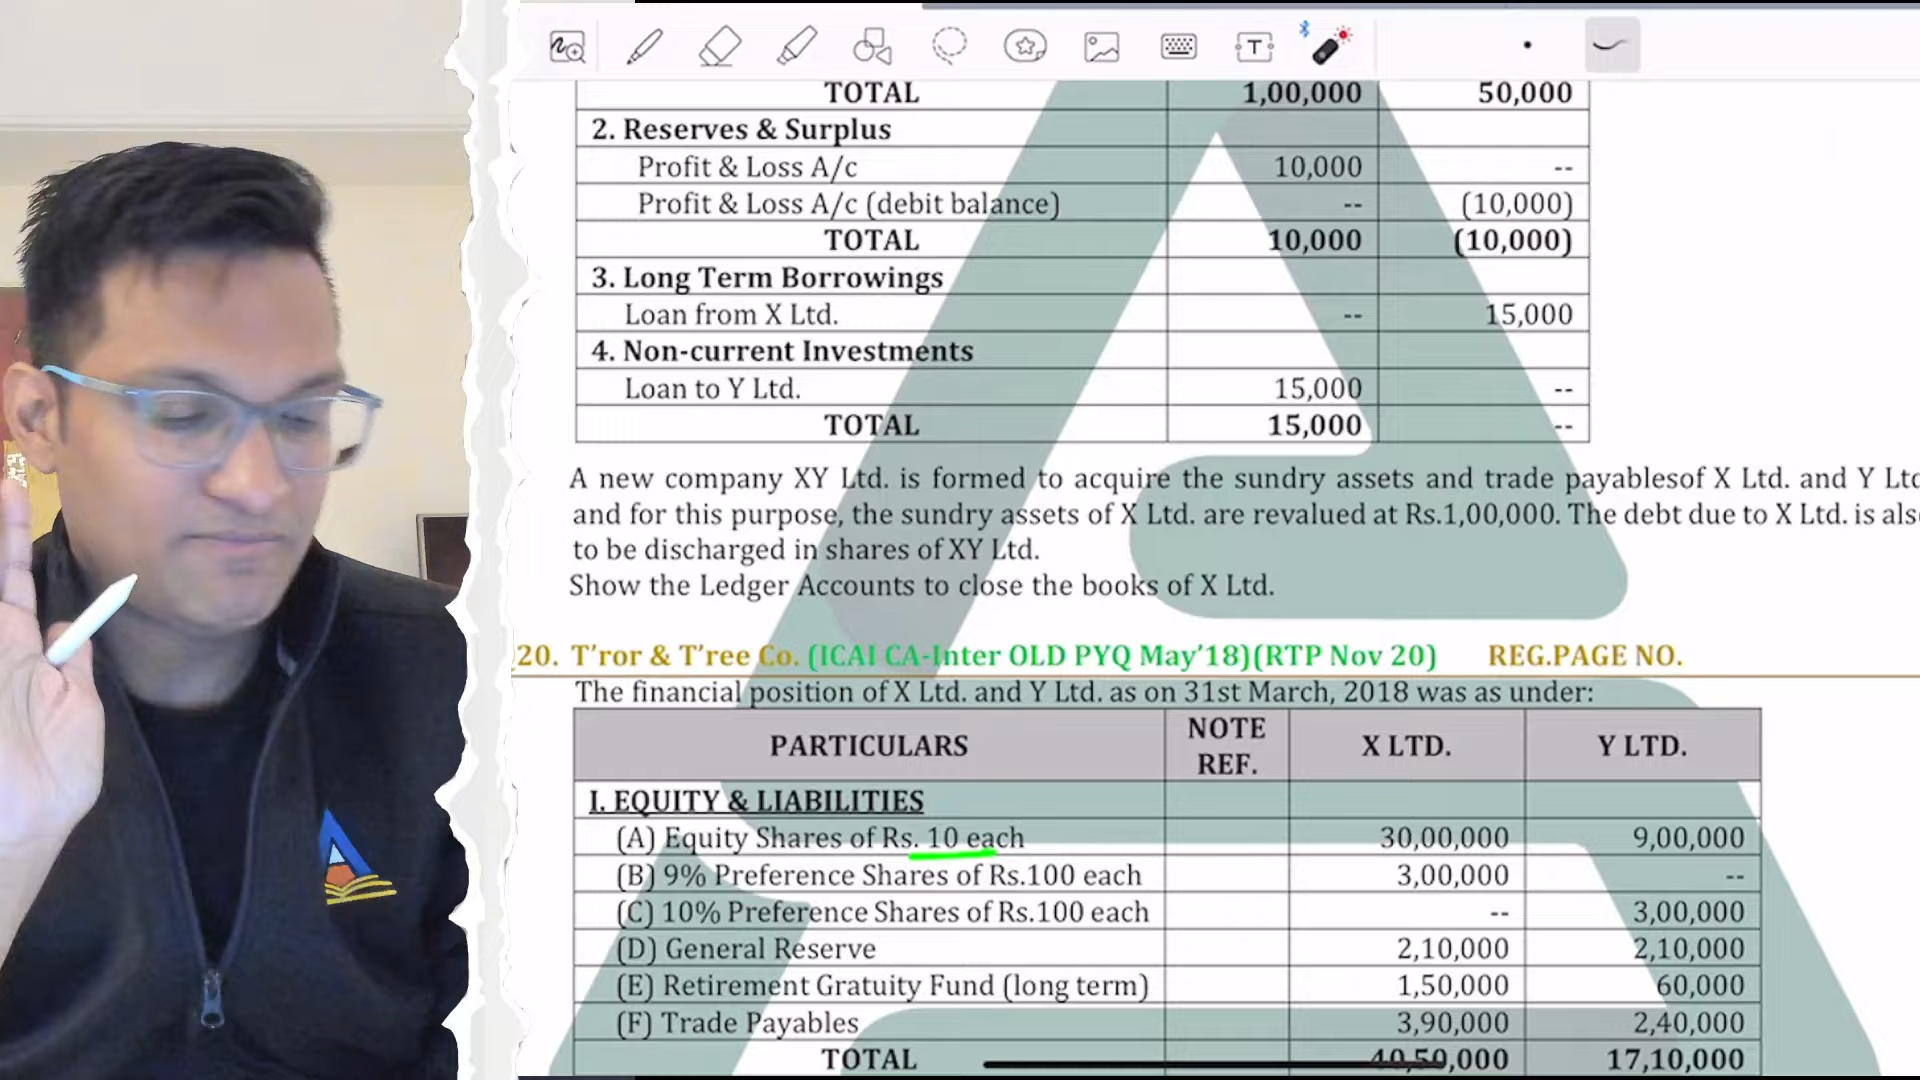 TOTAL 1,00,000 50,000
2. Reserves & Surplus
Profit & Loss A/c 10,000 --
Profit & Loss A/c (debit balance) -- (10,000)
TOTAL 10,000 (10,000)
3. Long Term Borrowings
Loan from X Ltd. -- 15,000
4. Non-current Investments
Loan to Y Ltd. 15,000 --
TOTAL 15,000 --
A new company XY Ltd. is formed to acquire the sundry assets and trade payablesof X Ltd. and Y
and for this purpose, the sundry assets of X Ltd. are revalued at Rs.1,00,000. The debt due to X Ltd. is
to be discharged in shares of XY Ltd.
Show the Ledger Accounts to close the books of X Ltd.
20. T'ror & T'ree Co. (ICAI CA-Inter OLD PYQ May'18)(RTP Nov 20) REG.PAGE NO.
The financial position of X Ltd. and Y Ltd. as on 31st March, 2018 was as under:
PARTICULARS NOTE REF. X LTD. Y LTD.
I. EQUITY & LIABILITIES
(A) Equity Shares of Rs. 10 each 30,00,000 9,00,000
(B) 9% Preference Shares of Rs.100 each 3,00,000 --
(C) 10% Preference Shares of Rs.100 each -- 3,00,000
(D) General Reserve 2,10,000 2,10,000
(E) Retirement Gratuity Fund (long term) 1,50,000 60,000
(F) Trade Payables 3,90,000 2,40,000
TOTAL 40,50,000 17,10,000